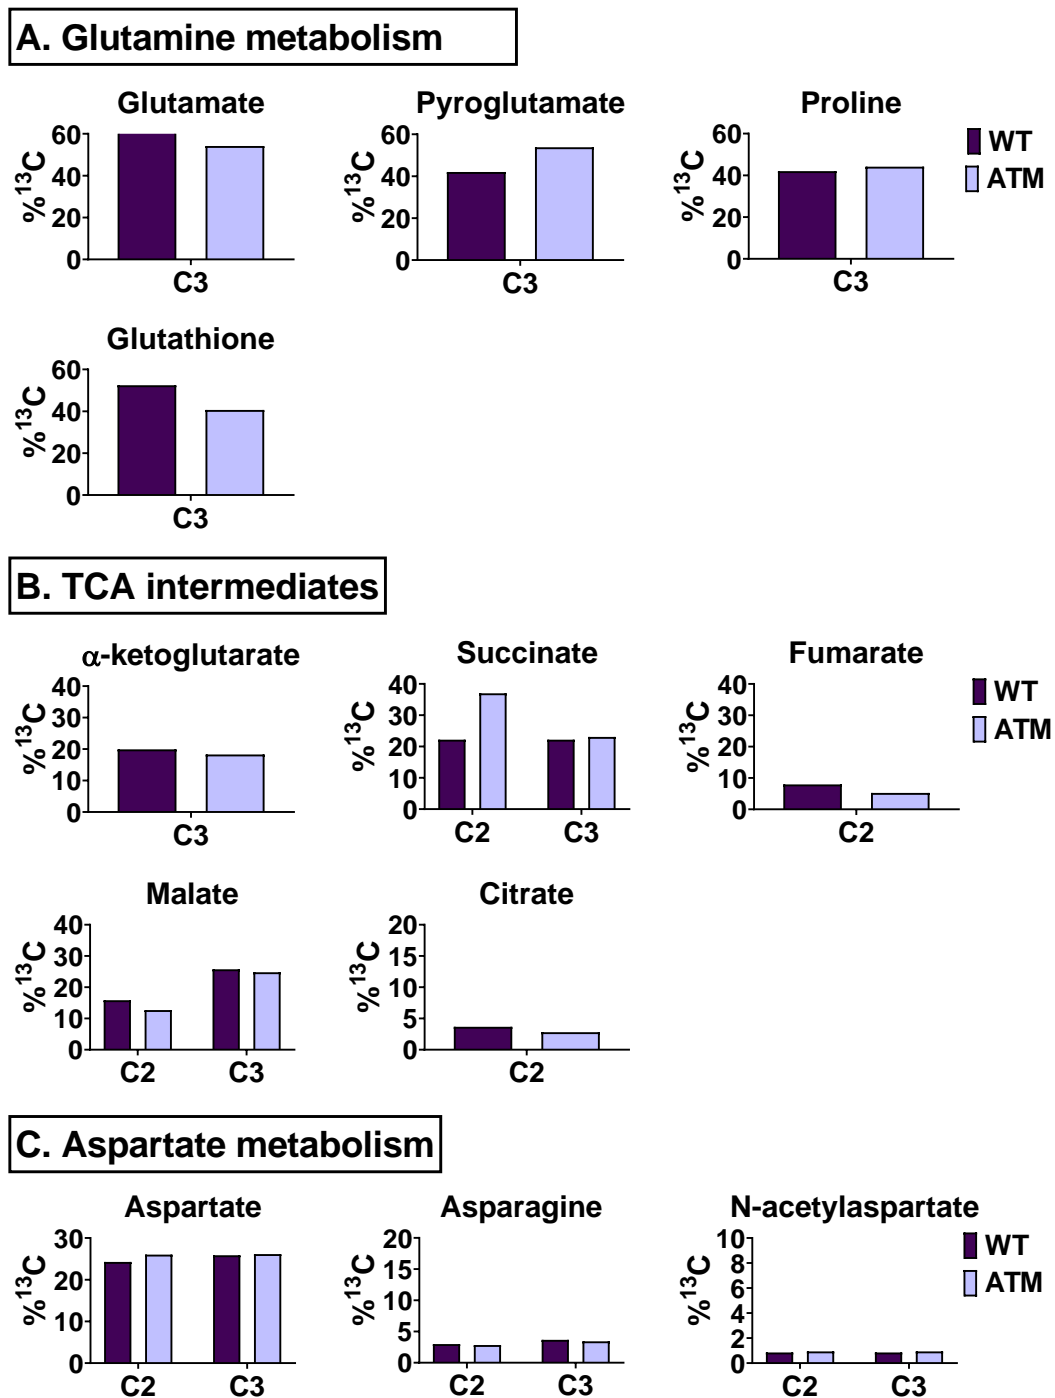 A. Glutamine metabolism
Glutamate
Pyroglutamate
Proline
%¹³C
60
40
20
0
C3
%¹³C
60
40
20
0
C3
%¹³C
60
40
20
0
C3
WT
ATM
Glutathione
%¹³C
60
40
20
0
C3
B. TCA intermediates
α-ketoglutarate
Succinate
Fumarate
%¹³C
40
30
20
10
0
C3
%¹³C
40
30
20
10
0
C2 C3
%¹³C
40
30
20
10
0
C2
WT
ATM
Malate
Citrate
%¹³C
40
30
20
10
0
C2 C3
%¹³C
20
15
10
5
0
C2
C. Aspartate metabolism
Aspartate
Asparagine
N-acetylaspartate
%¹³C
30
20
10
0
C2 C3
%¹³C
20
15
10
5
0
C2 C3
%¹³C
10
8
6
4
2
0
C2 C3
WT
ATM